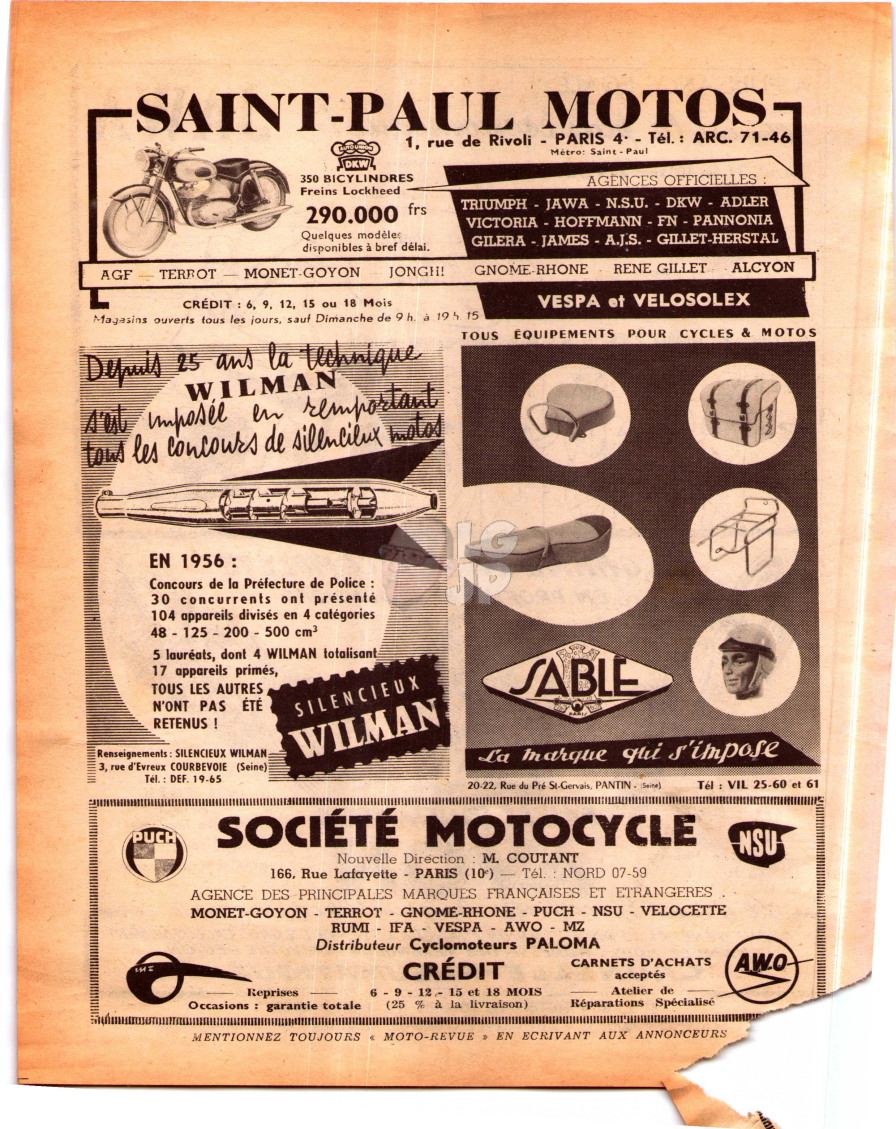 SAINT-PAUL MOTOS
1, rue de Rivoli - PARIS 4e - Tél. : ARC. 71-46
Métro: Saint-Paul
AUTO UNION
DKW
350 BICYLINDRES
Freins Lockheed
290.000 frs
Quelques modèles
disponibles à bref délai.
AGENCES OFFICIELLES :
TRIUMPH - JAWA - N.S.U. - DKW - ADLER
VICTORIA - HOFFMANN - FN - PANNONIA
GILERA - JAMES - A.J.S. - GILLET-HERSTAL
AGF — TERROT — MONET-GOYON - JONGHI GNOME-RHONE - RENE GILLET - ALCYON
CRÉDIT : 6, 9, 12, 15 ou 18 Mois
Magasins ouverts tous les jours, sauf Dimanche de 9 h. à 19 h 15
VESPA et VELOSOLEX
TOUS ÉQUIPEMENTS POUR CYCLES & MOTOS
Depuis 25 ans la technique
WILMAN
s'est imposée en remportant
tous les concours de silencieux motos
EN 1956 :
Concours de la Préfecture de Police :
30 concurrents ont présenté
104 appareils divisés en 4 catégories
48 - 125 - 200 - 500 cm³
5 lauréats, dont 4 WILMAN totalisant
17 appareils primés,
TOUS LES AUTRES
N'ONT PAS ÉTÉ
RETENUS !
SILENCIEUX
WILMAN
Renseignements : SILENCIEUX WILMAN
3, rue d'Evreux COURBEVOIE (Seine)
Tél. : DEF. 19-65
BIG
UP
SABLÉ
PARIS
La marque qui s'impose
20-22, Rue du Pré St-Gervais, PANTIN - (Seine) Tél : VIL 25-60 et 61
PUCH
SOCIÉTÉ MOTOCYCLE
NSU
Nouvelle Direction : M. COUTANT
166, Rue Lafayette - PARIS (10e) — Tél. : NORD 07-59
AGENCE DES PRINCIPALES MARQUES FRANÇAISES ET ETRANGERES .
MONET-GOYON - TERROT - GNOME-RHONE - PUCH - NSU - VELOCETTE
RUMI - IFA - VESPA - AWO - MZ
Distributeur Cyclomoteurs PALOMA
CRÉDIT
CARNETS D'ACHATS
acceptés
A.W.O
— Reprises —
Occasions : garantie totale
6 - 9 - 12 - 15 et 18 MOIS
(25 % à la livraison)
— Atelier de —
Réparations Spécialisé
MENTIONNEZ TOUJOURS « MOTO-REVUE » EN ECRIVANT AUX ANNONCEURS